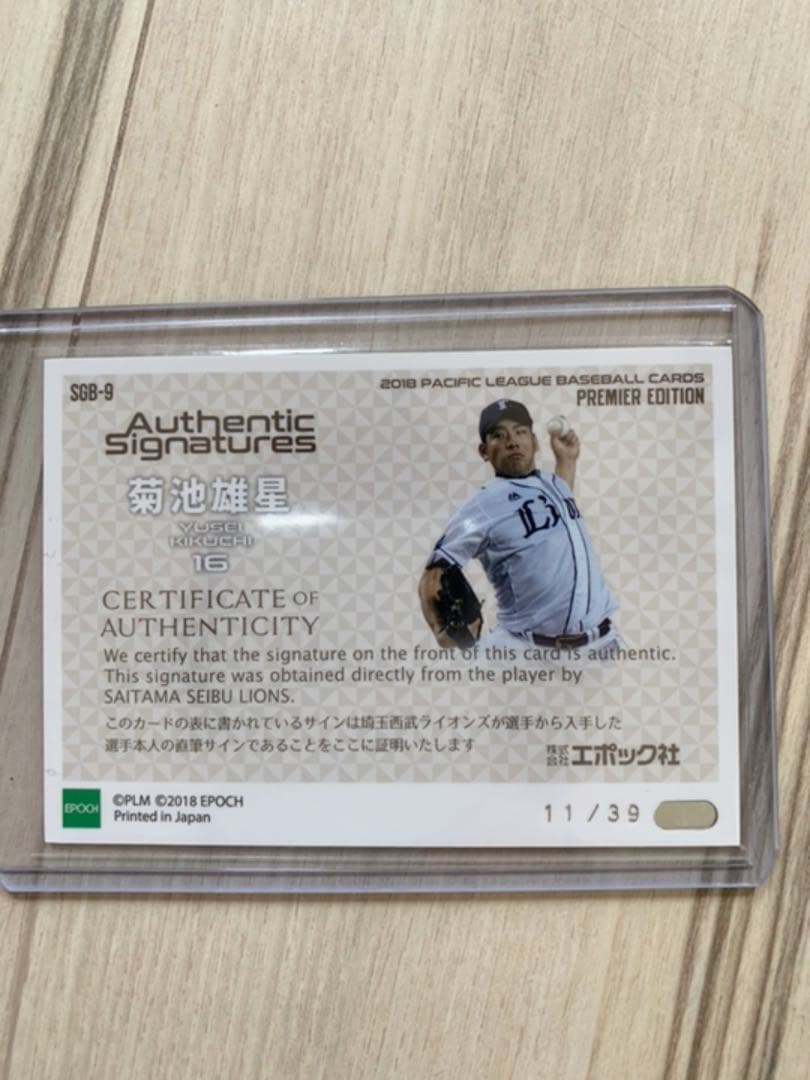 SGB-9
2018 PACIFIC LEAGUE BASEBALL CARDS
PREMIER EDITION
Authentic
Signatures
菊池雄星
YUSEI
KIKUCHI
16
CERTIFICATE OF
AUTHENTICITY
We certify that the signature on the front of this card is authentic.
This signature was obtained directly from the player by
SAITAMA SEIBU LIONS.
このカードの表に書かれているサインは埼玉西武ライオンズが選手から入手した
選手本人の直筆サインであることをここに証明いたします
株式会社エポック社
EPOCH
©PLM ©2018 EPOCH
Printed in Japan
11/39